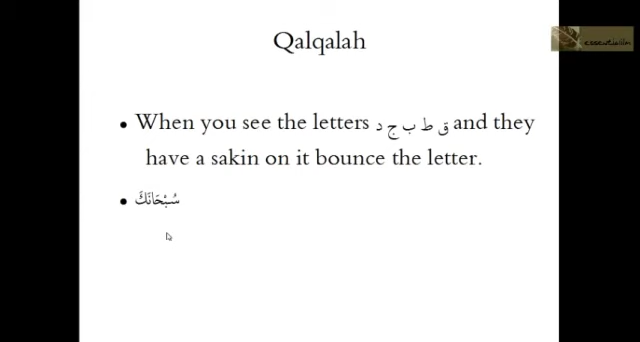 Qalqalah
• When you see the letters ق ط ب ج د and they
have a sakin on it bounce the letter.
• سُبْحَانَكَ